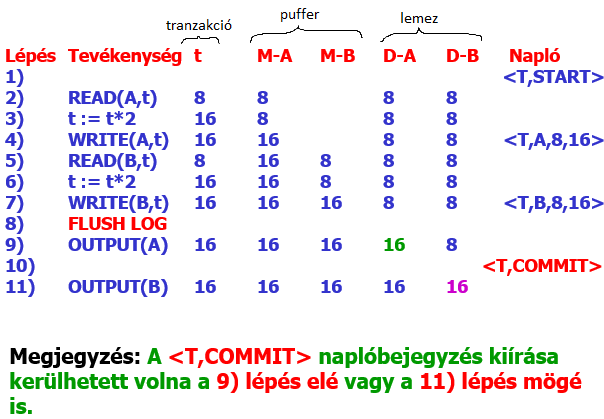 tranzakció puffer lemez
Lépés Tevékenység t M-A M-B D-A D-B Napló
1) <T,START>
2) READ(A,t) 8 8 8 8
3) t := t*2 16 8 8 8
4) WRITE(A,t) 16 16 8 8 <T,A,8,16>
5) READ(B,t) 8 16 8 8 8
6) t := t*2 16 16 8 8 8
7) WRITE(B,t) 16 16 16 8 8 <T,B,8,16>
8) FLUSH LOG
9) OUTPUT(A) 16 16 16 16 8
10) <T,COMMIT>
11) OUTPUT(B) 16 16 16 16 16
Megjegyzés: A <T,COMMIT> naplóbejegyzés kiírása
kerülhetett volna a 9) lépés elé vagy a 11) lépés mögé
is.